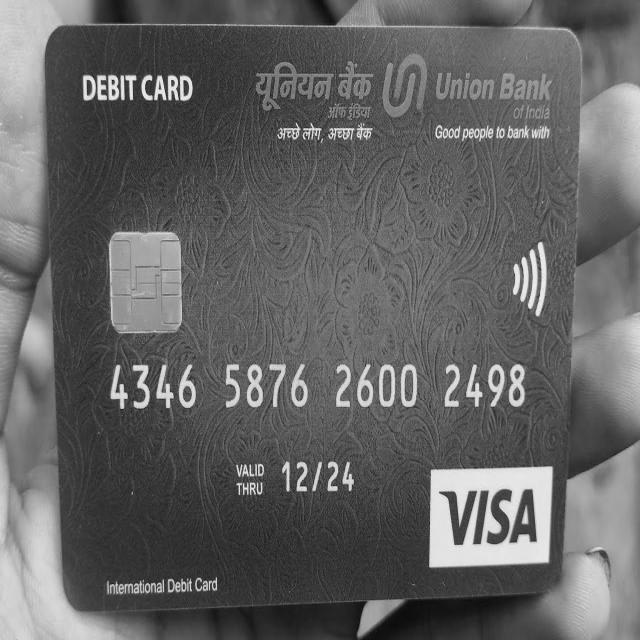 DEBIT CARD
यूनियन बैंक Union Bank
ऑफ इंडिया of India
अच्छे लोग, अच्छा बैंक Good people to bank with
4346 5876 2600 2498
VALID
THRU 12/24
VISA
International Debit Card